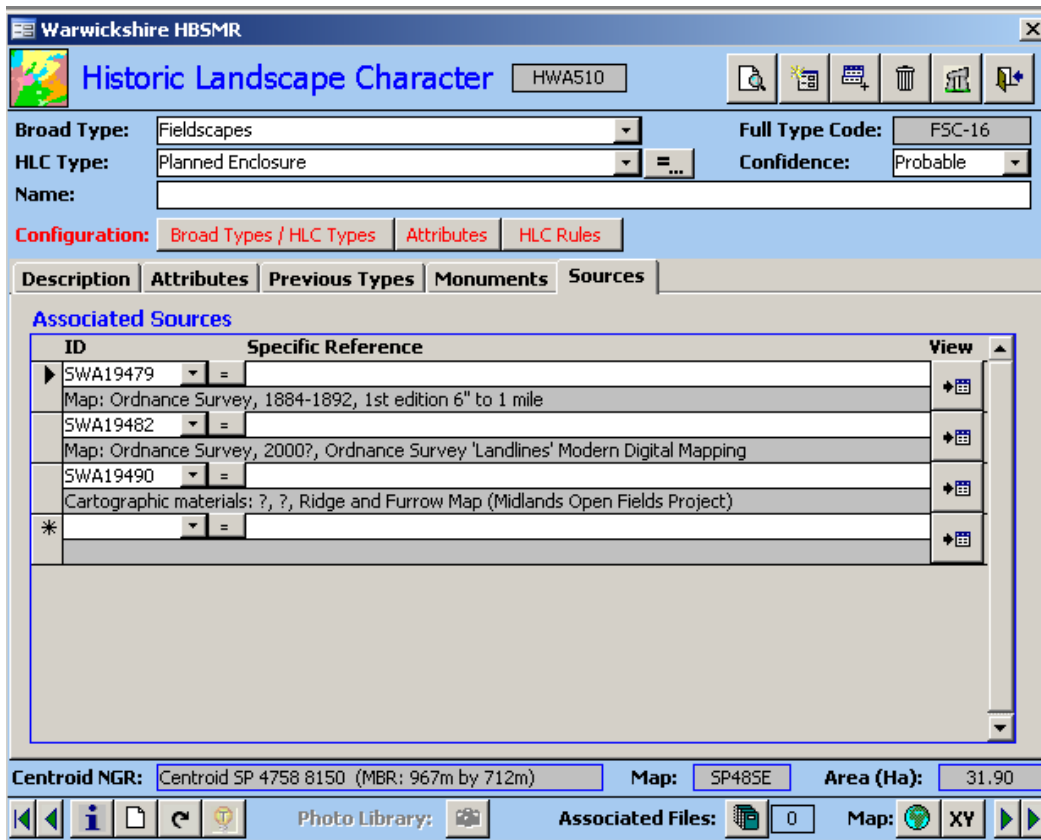 Warwickshire HBSMR
Historic Landscape Character HWA510
Broad Type: Fieldscapes Full Type Code: FSC-16
HLC Type: Planned Enclosure =... Confidence: Probable
Name:
Configuration: Broad Types / HLC Types Attributes HLC Rules
Description Attributes Previous Types Monuments Sources
Associated Sources
ID Specific Reference View
SWA19479 =
Map: Ordnance Survey, 1884-1892, 1st edition 6" to 1 mile
SWA19482 =
Map: Ordnance Survey, 2000?, Ordnance Survey 'Landlines' Modern Digital Mapping
SWA19490 =
Cartographic materials: ?, ?, Ridge and Furrow Map (Midlands Open Fields Project)
* =
Centroid NGR: Centroid SP 4758 8150 (MBR: 967m by 712m) Map: SP48SE Area (Ha): 31.90
i Photo Library: Associated Files: 0 Map: XY